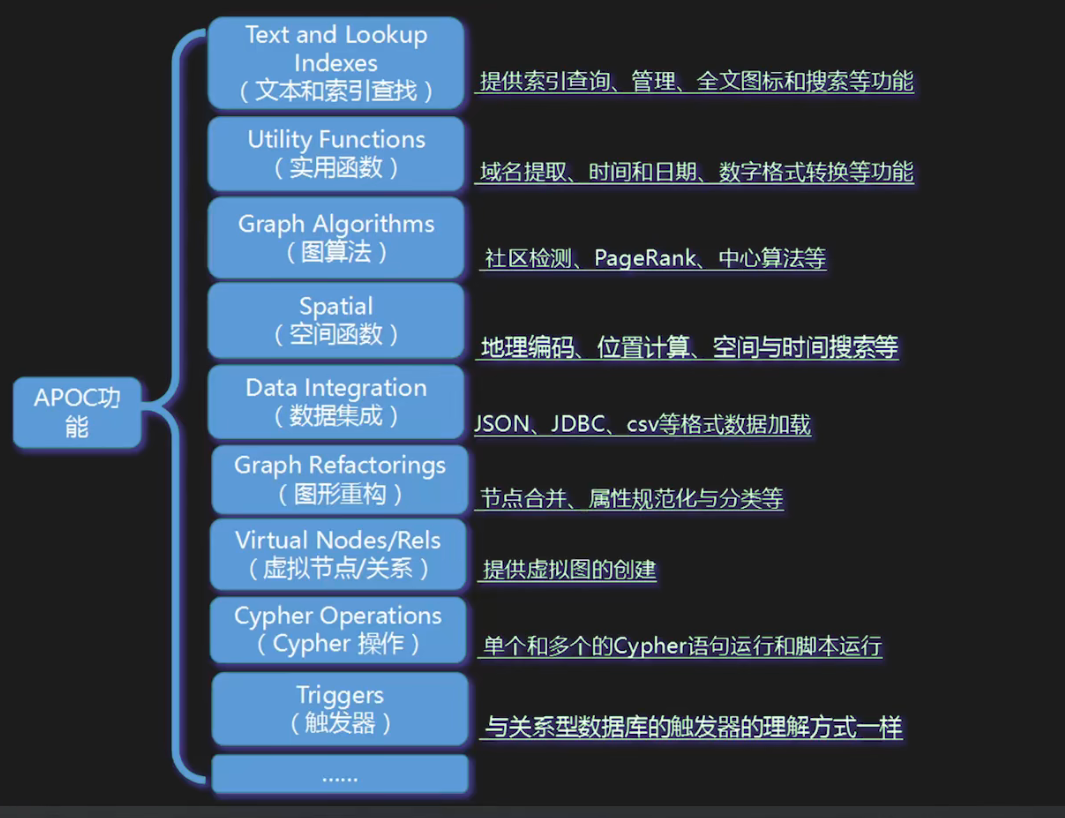 APOC功
能
Text and Lookup
Indexes
（文本和索引查找）
提供索引查询、管理、全文图标和搜索等功能
Utility Functions
（实用函数）
域名提取、时间和日期、数字格式转换等功能
Graph Algorithms
（图算法）
社区检测、PageRank、中心算法等
Spatial
（空间函数）
地理编码、位置计算、空间与时间搜索等
Data Integration
（数据集成）
JSON、JDBC、csv等格式数据加载
Graph Refactorings
（图形重构）
节点合并、属性规范化与分类等
Virtual Nodes/Rels
（虚拟节点/关系）
提供虚拟图的创建
Cypher Operations
（Cypher 操作）
单个和多个的Cypher语句运行和脚本运行
Triggers
（触发器）
与关系型数据库的触发器的理解方式一样
……